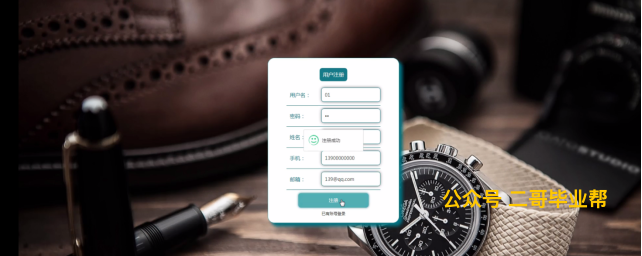 用户注册
用户名：
01
密码：
••
姓名：
注册成功
手机：
13900000000
邮箱：
139@qq.com
注册
已有账号登录
公众号 二哥毕业帮
STUDIO